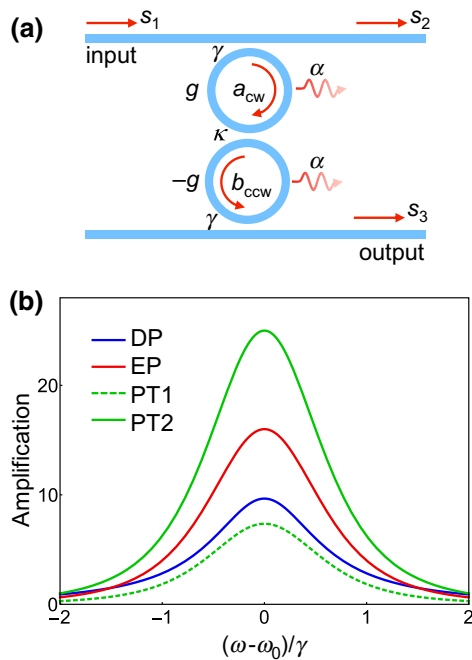 (a)
s1 s2
input
γ
g acw α
κ
−g bccw α
γ
s3
output
(b)
DP
EP
PT1
PT2
20
10
0
Amplification
−2 −1 0 1 2
(ω-ω0)/γ